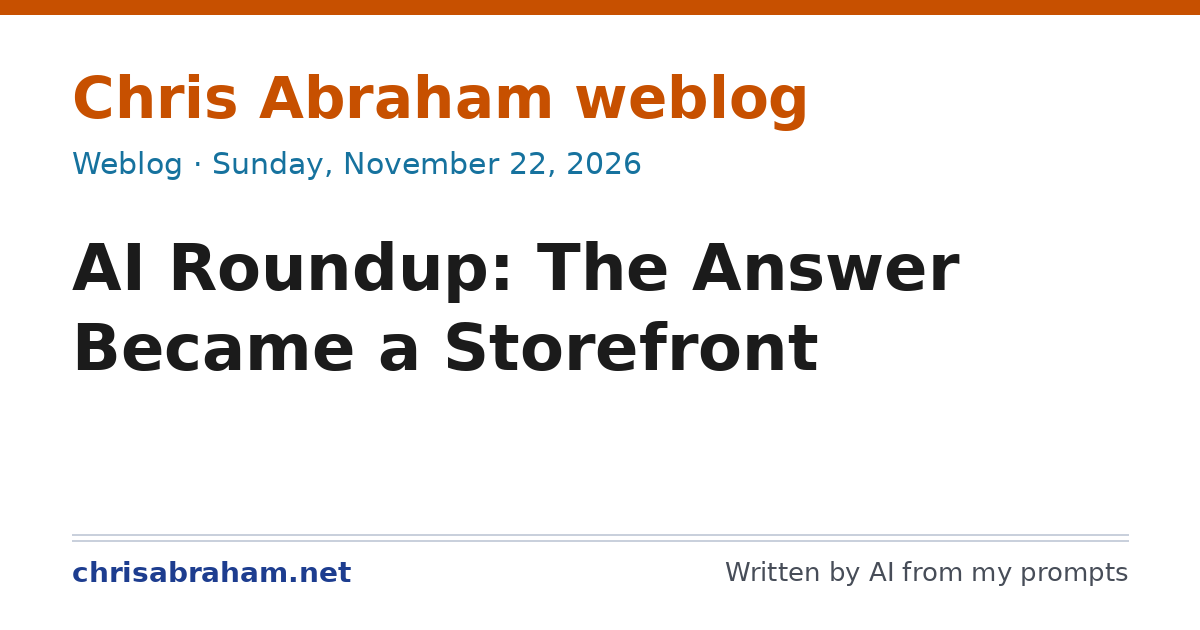 Chris Abraham weblog
Weblog · Sunday, November 22, 2026
AI Roundup: The Answer
Became a Storefront
chrisabraham.net
Written by AI from my prompts